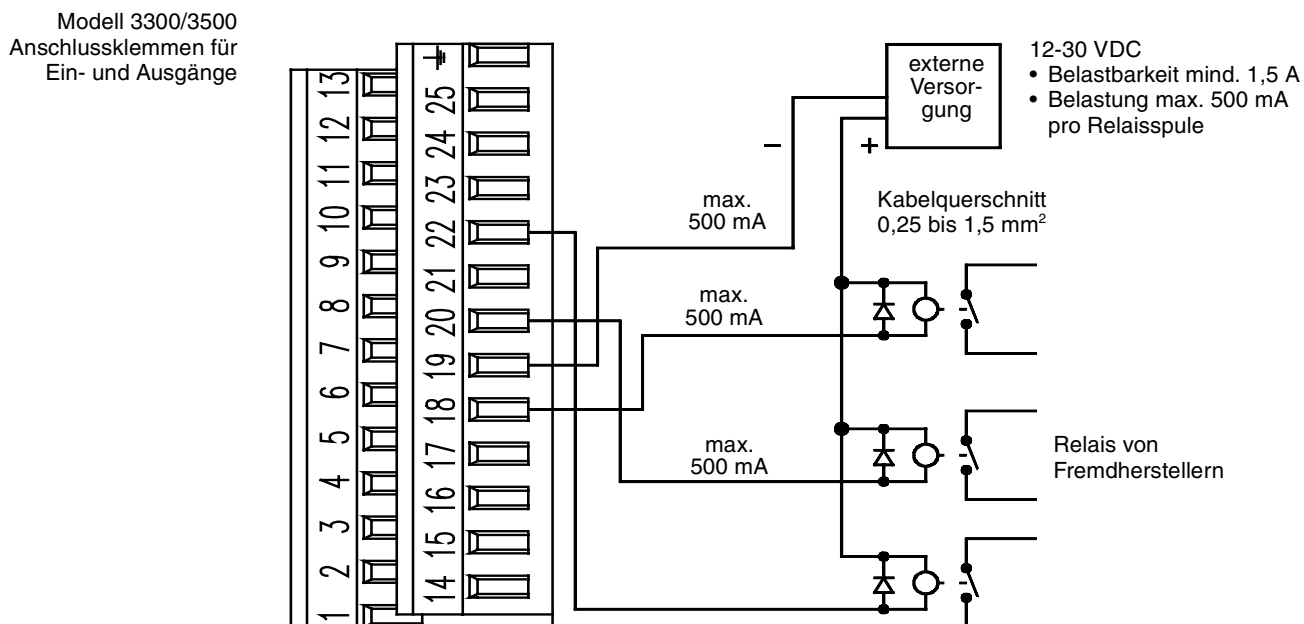 Modell 3300/3500
Anschlussklemmen für
Ein- und Ausgänge
13
12
11
10
9
8
7
6
5
4
3
2
1
25
24
23
22
21
20
19
18
17
16
15
14
externe
Versor-
gung
–
+
12-30 VDC
• Belastbarkeit mind. 1,5 A
• Belastung max. 500 mA
pro Relaisspule
Kabelquerschnitt
0,25 bis 1,5 mm²
max.
500 mA
max.
500 mA
max.
500 mA
Relais von
Fremdherstellern